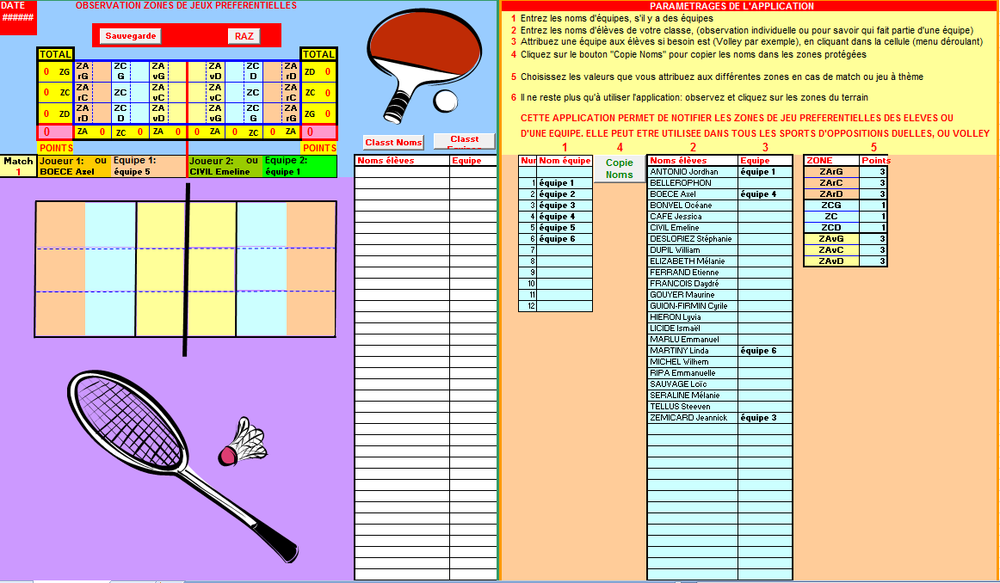 DATE
######
OBSERVATION ZONES DE JEUX PREFERENTIELLES
Sauvegarde
RAZ
TOTAL
TOTAL
0 ZG ZA rG ZC G ZA vG ZA vD ZC D ZA rD ZD 0
0 ZC ZA rC ZC ZA vC ZA vC ZC ZA rC ZC 0
0 ZD ZA rD ZC D ZA vD ZA vG ZC G ZA rG ZG 0
0 ZA 0 ZC 0 ZA 0 0 ZA 0 ZC 0 ZA 0
POINTS
POINTS
Match
1
Joueur 1: ou Equipe 1:
BOECE Axel équipe 5
Joueur 2: ou Equipe 2:
CIVIL Emeline équipe 1
Classt Noms
Classt
Noms élèves Equipe
PARAMETRAGES DE L'APPLICATION
1 Entrez les noms d'équipes, s'il y a des équipes
2 Entrez les noms d'élèves de votre classe, (observation individuelle ou pour savoir qui fait partie d'une équipe)
3 Attribuez une équipe aux élèves si besoin est (Volley par exemple), en cliquant dans la cellule (menu déroulant)
4 Cliquez sur le bouton "Copie Noms" pour copier les noms dans les zones protégées
5 Choisissez les valeurs que vous attribuez aux différentes zones en cas de match ou jeu à thème
6 Il ne reste plus qu'à utiliser l'application: observez et cliquez sur les zones du terrain
CETTE APPLICATION PERMET DE NOTIFIER LES ZONES DE JEU PREFERENTIELLES DES ELEVES OU
D'UNE EQUIPE. ELLE PEUT ETRE UTILISEE DANS TOUS LES SPORTS D'OPPOSITIONS DUELLES, OU VOLLEY
1 4 2 3 5
Nur Nom équipe
1 équipe 1
2 équipe 2
3 équipe 3
4 équipe 4
5 équipe 5
6 équipe 6
7
8
9
10
11
12
Copie
Noms
Noms élèves Equipe
ANTONIO Jordhan équipe 1
BELLEROPHON
BOECE Axel équipe 4
BONVEL Océane
CAFE Jessica
CIVIL Emeline
DESLORIEZ Stéphanie
DUPIL William
ELIZABETH Mélanie
FERRAND Etienne
FRANCOIS Daydré
GOUYER Maurine
GUION-FIRMIN Cyrile
HIERON Lyvia
LICIDE Ismaël
MARLU Emmanuel
MARTINY Linda équipe 6
MICHEL Wilhem
RIPA Emmanuelle
SAUVAGE Loïc
SERALINE Mélanie
TELLUS Steeven
ZEMICARD Jeannick équipe 3
ZONE Points
ZArG 3
ZArC 3
ZArD 3
ZCG 1
ZC 1
ZCD 1
ZAvG 3
ZAvC 3
ZAvD 3